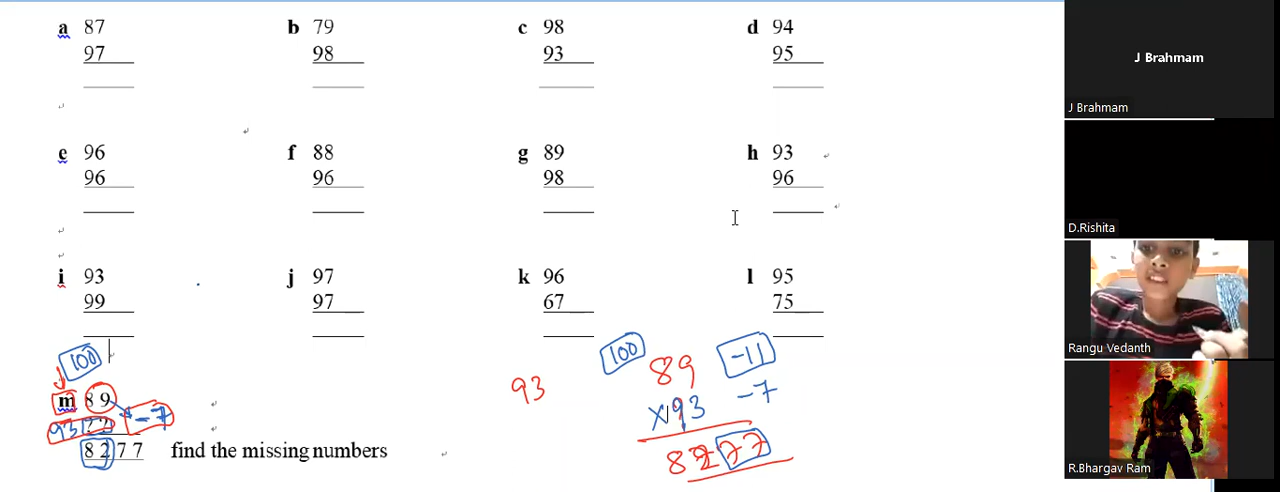 a 87 b 79 c 98 d 94
97 98 93 95
e 96 f 88 g 89 h 93
96 96 98 96
i 93 j 97 k 96 l 95
99 97 67 75
100
100 89 -11
93
m 89 -7
×93 -7
93 ??
8277 find the missing numbers
8277
J Brahmam
J Brahmam
D.Rishita
Rangu Vedanth
R.Bhargav Ram